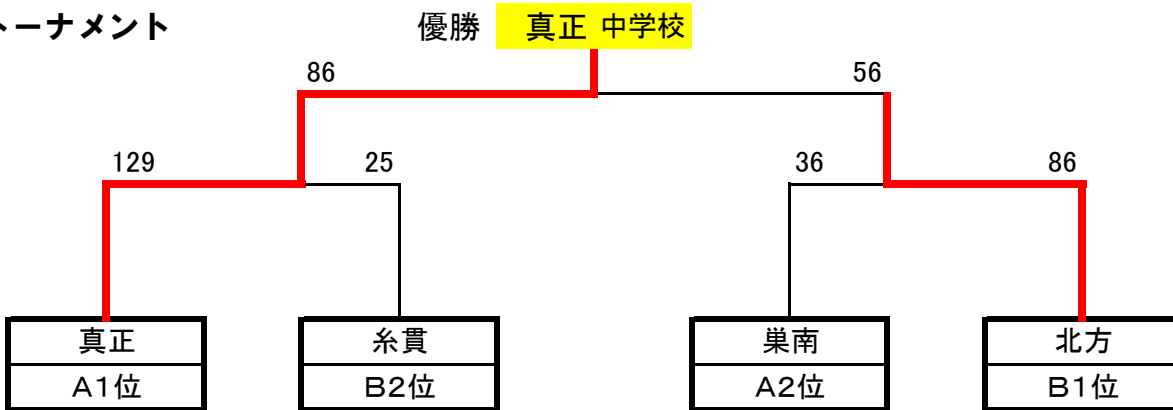 トーナメント
優勝 真正 中学校
86 56
129 25 36 86
真正 糸貫 巣南 北方
A1位 B2位 A2位 B1位